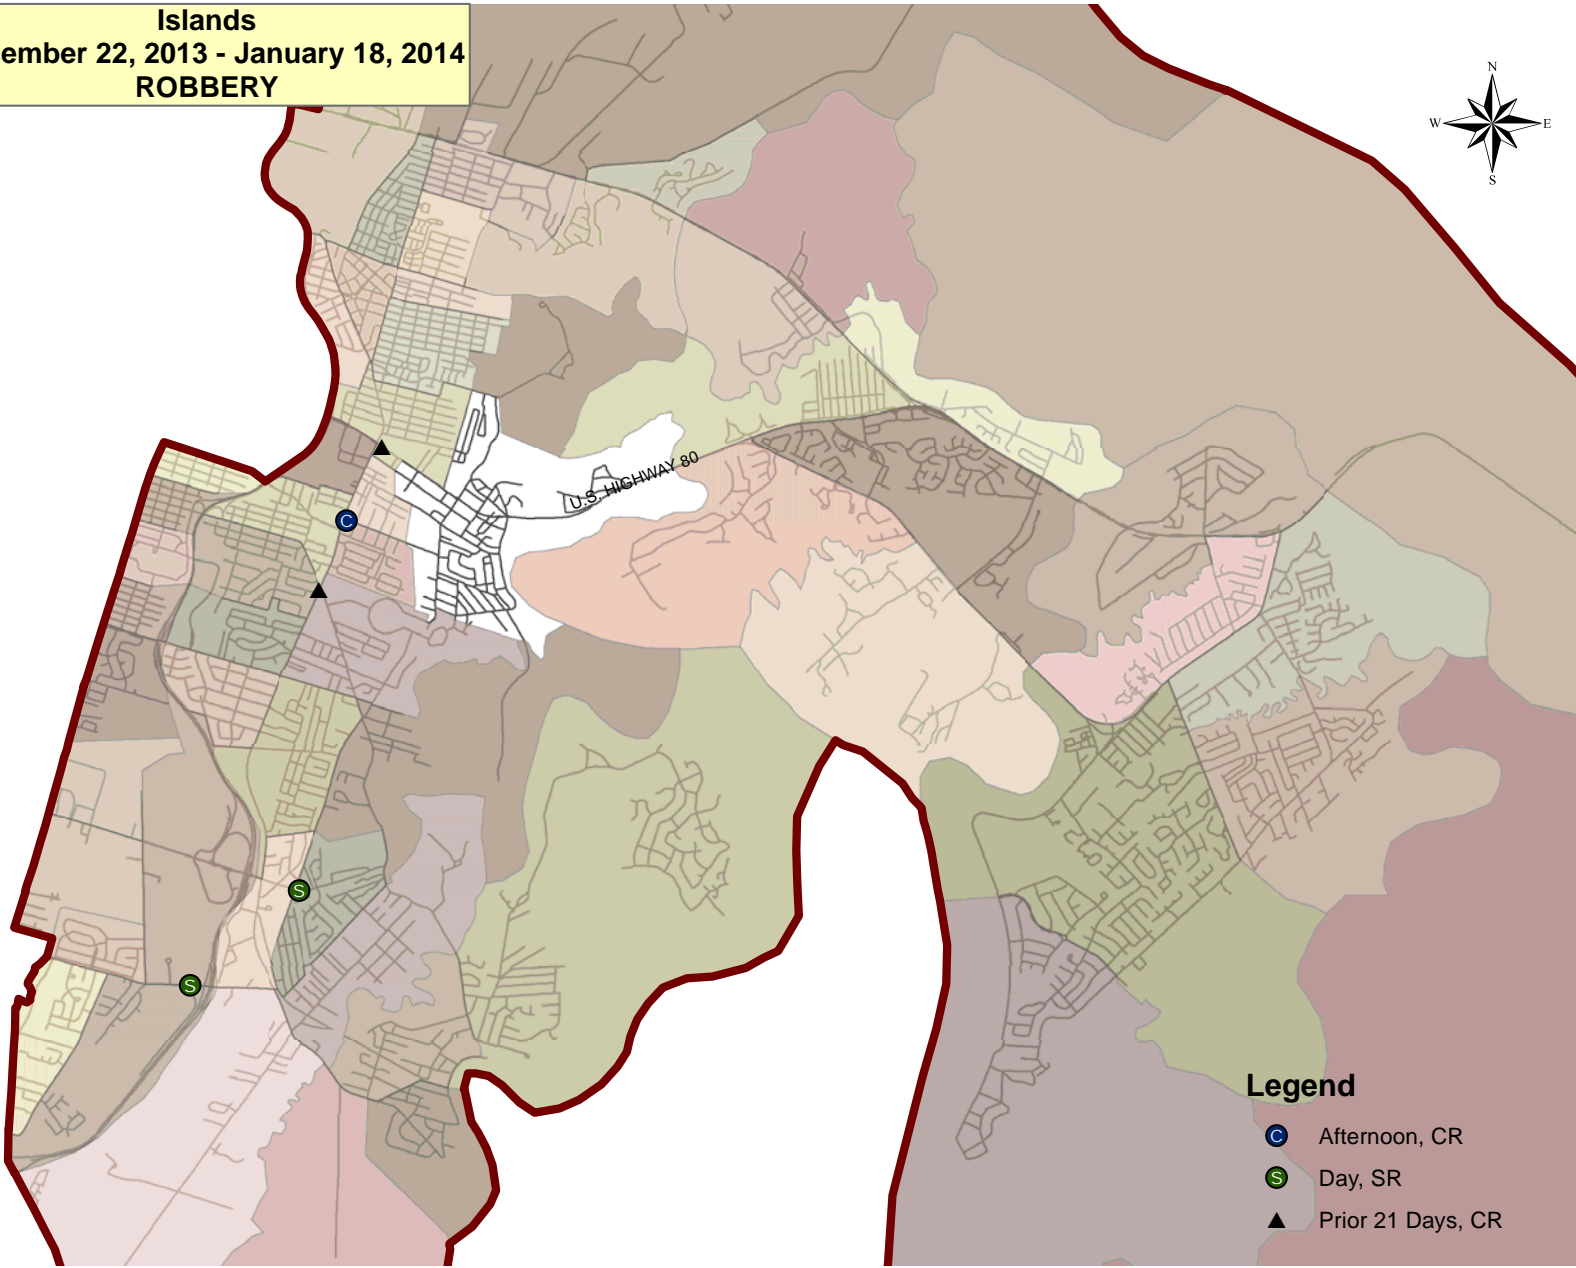 Islands
ember 22, 2013 - January 18, 2014
ROBBERY
N
W E
S
U.S. HIGHWAY 80
C
S
S
Legend
C Afternoon, CR
S Day, SR
Prior 21 Days, CR